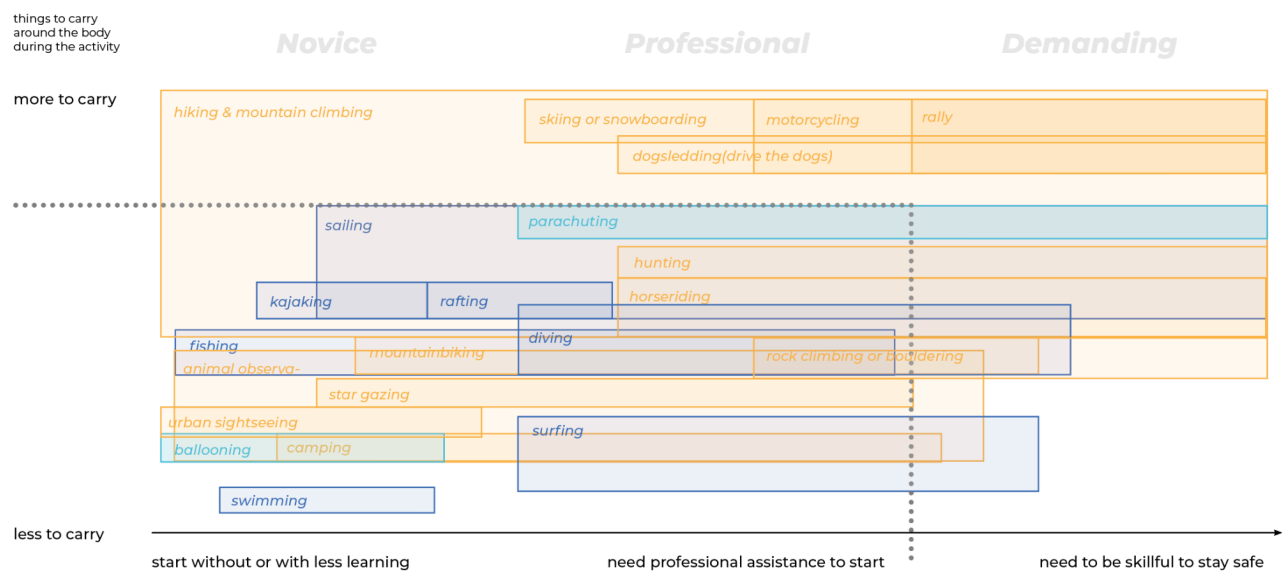 things to carry
around the body
during the activity
Novice
Professional
Demanding
more to carry
hiking & mountain climbing
skiing or snowboarding
motorcycling
rally
dogsledding(drive the dogs)
sailing
parachuting
hunting
kajaking
rafting
horseriding
fishing
diving
mountainbiking
rock climbing or bouldering
animal observa-
star gazing
urban sightseeing
surfing
ballooning
camping
swimming
less to carry
start without or with less learning
need professional assistance to start
need to be skillful to stay safe